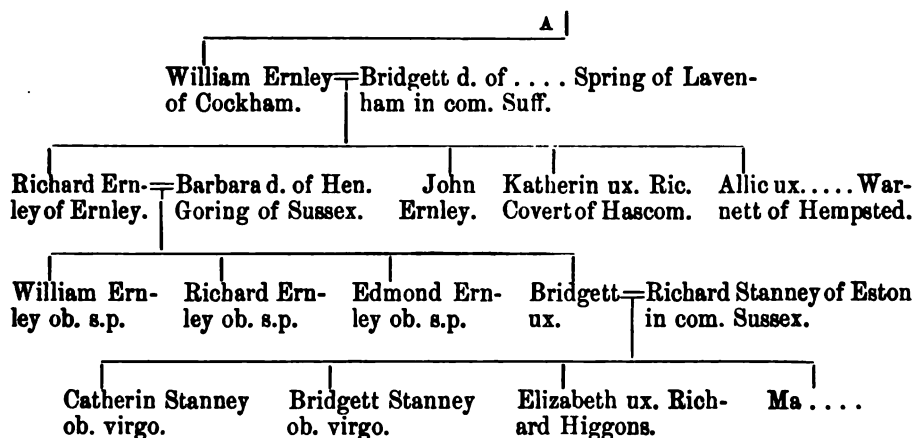 A
William Ernley=Bridgett d. of . . . . Spring of Laven-
of Cockham. ham in com. Suff.
Richard Ern-=Barbara d. of Hen. John Katherin ux. Ric. Allic ux. . . . . War-
ley of Ernley. Goring of Sussex. Ernley. Covert of Hascom. nett of Hempsted.
William Ern- Richard Ern- Edmond Ern- Bridgett=Richard Stanney of Eston
ley ob. s.p. ley ob. s.p. ley ob. s.p. ux. in com. Sussex.
Catherin Stanney Bridgett Stanney Elizabeth ux. Rich- Ma . . . .
ob. virgo. ob. virgo. ard Higgons.